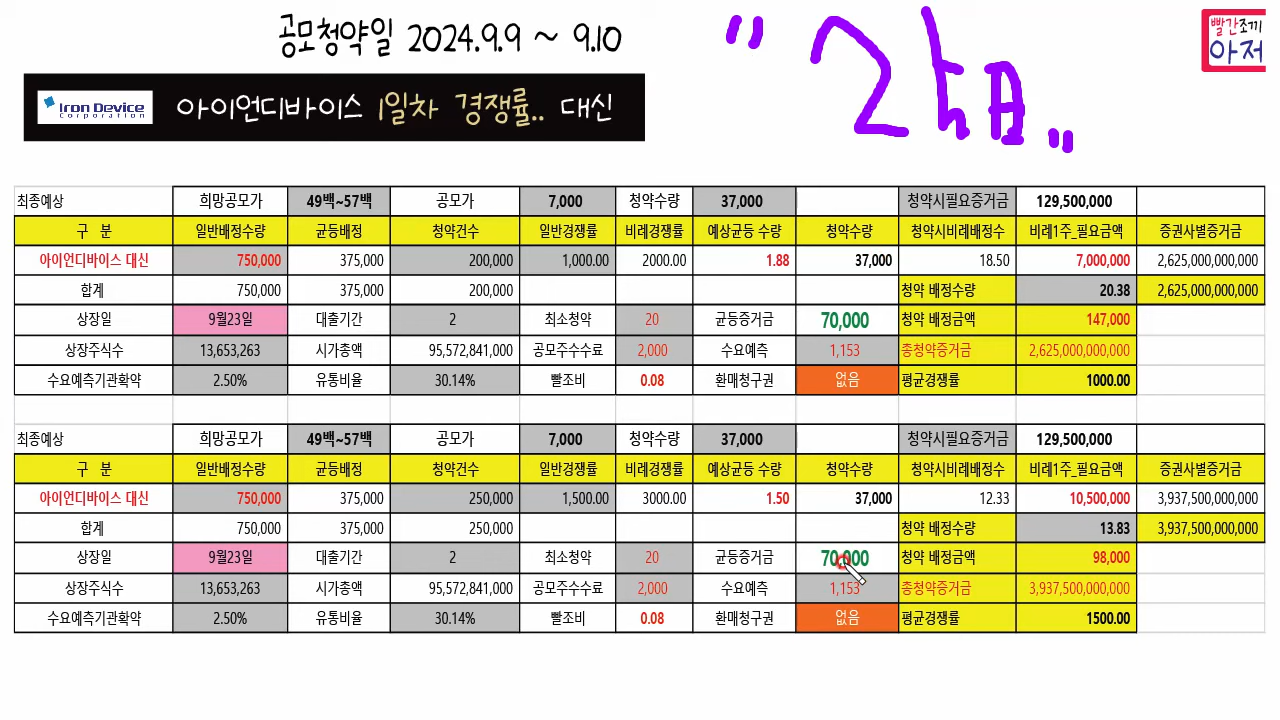 공모청약일 2024.9.9 ~ 9.10
빨간조끼
아저
Iron Device
Corporation
아이언디바이스 1일차 경쟁률.. 대신
최종예상 희망공모가 49백~57백 공모가 7,000 청약수량 37,000 청약시필요증거금 129,500,000
구 분 일반배정수량 균등배정 청약건수 일반경쟁률 비례경쟁률 예상균등 수량 청약수량 청약시비례배정수 비례1주_필요금액 증권사별증거금
아이언디바이스 대신 750,000 375,000 200,000 1,000.00 2000.00 1.88 37,000 18.50 7,000,000 2,625,000,000,000
합계 750,000 375,000 200,000 청약 배정수량 20.38 2,625,000,000,000
상장일 9월23일 대출기간 2 최소청약 20 균등증거금 70,000 청약 배정금액 147,000
상장주식수 13,653,263 시가총액 95,572,841,000 공모주수수료 2,000 수요예측 1,153 총청약증거금 2,625,000,000,000
수요예측기관확약 2.50% 유통비율 30.14% 빨조비 0.08 환매청구권 없음 평균경쟁률 1000.00
최종예상 희망공모가 49백~57백 공모가 7,000 청약수량 37,000 청약시필요증거금 129,500,000
구 분 일반배정수량 균등배정 청약건수 일반경쟁률 비례경쟁률 예상균등 수량 청약수량 청약시비례배정수 비례1주_필요금액 증권사별증거금
아이언디바이스 대신 750,000 375,000 250,000 1,500.00 3000.00 1.50 37,000 12.33 10,500,000 3,937,500,000,000
합계 750,000 375,000 250,000 청약 배정수량 13.83 3,937,500,000,000
상장일 9월23일 대출기간 2 최소청약 20 균등증거금 70,000 청약 배정금액 98,000
상장주식수 13,653,263 시가총액 95,572,841,000 공모주수수료 2,000 수요예측 1,153 총청약증거금 3,937,500,000,000
수요예측기관확약 2.50% 유통비율 30.14% 빨조비 0.08 환매청구권 없음 평균경쟁률 1500.00